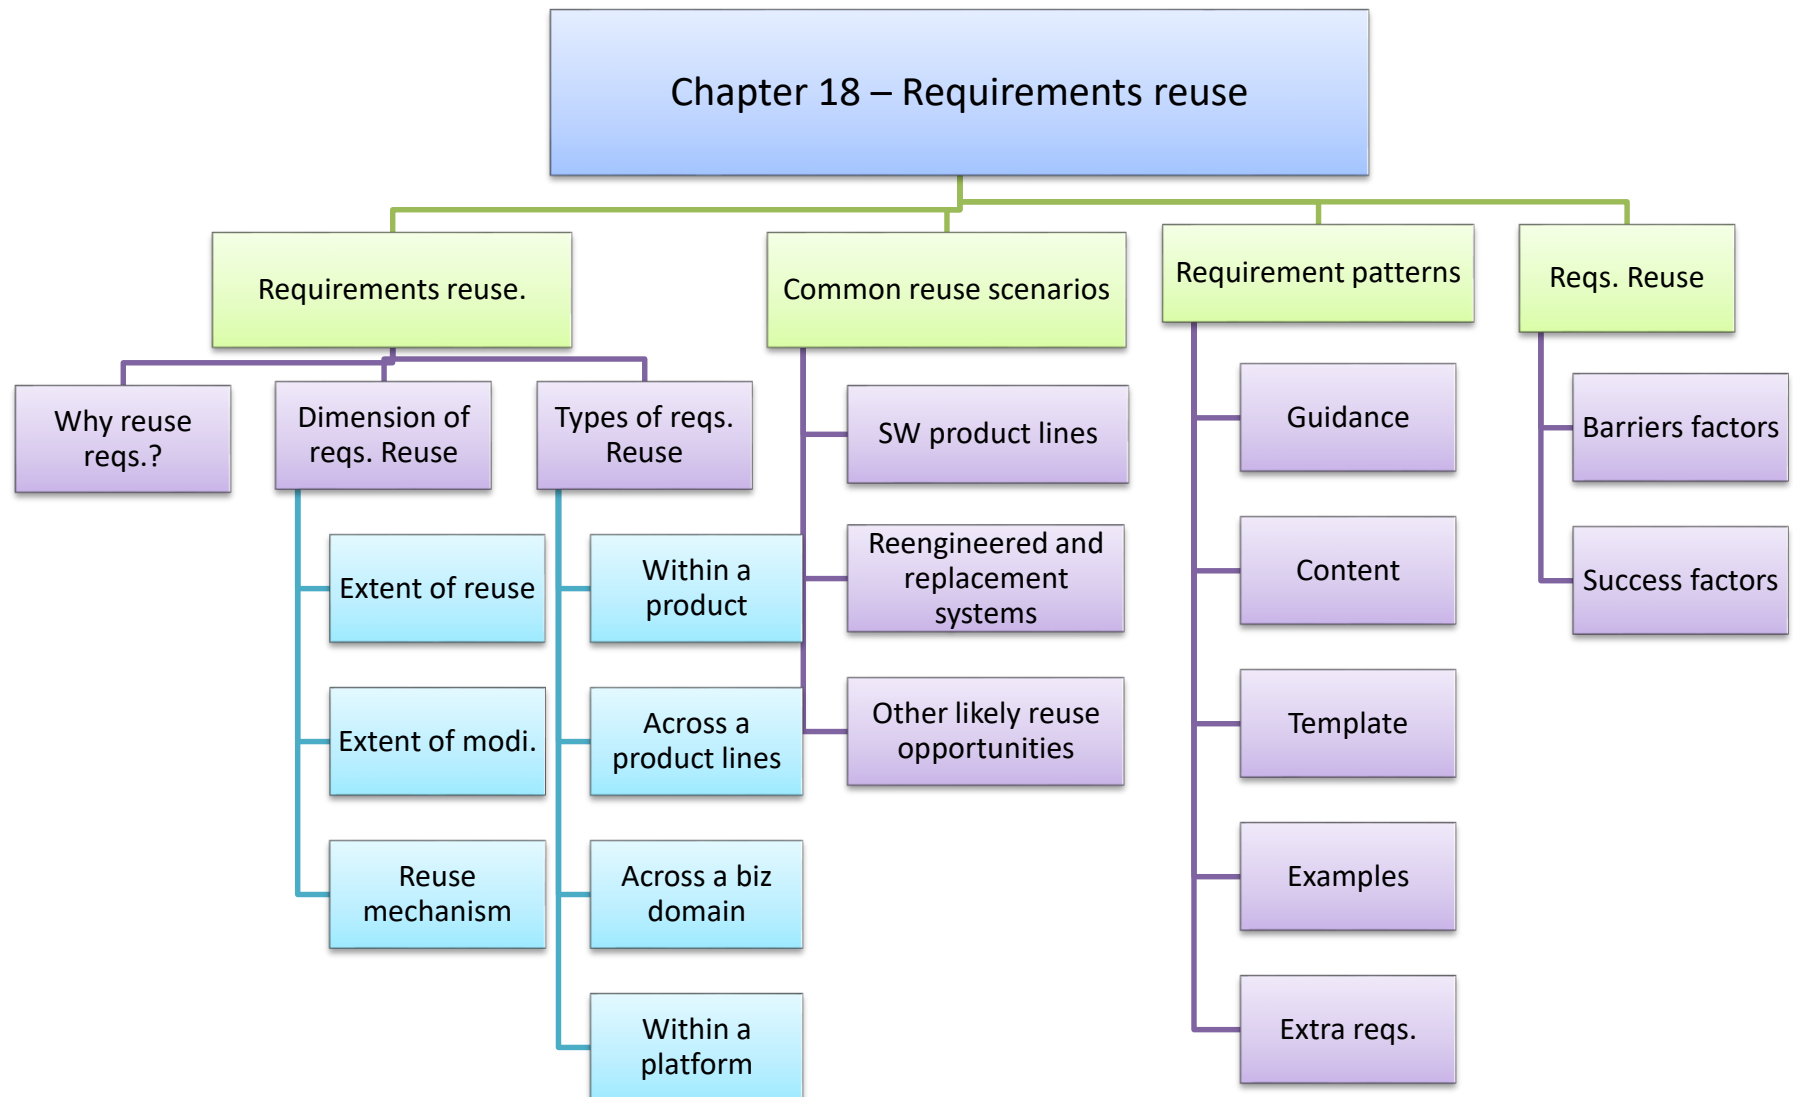 Chapter 18 – Requirements reuse
Requirements reuse.
Why reuse
reqs.?
Dimension of
reqs. Reuse
Extent of reuse
Extent of modi.
Reuse
mechanism
Types of reqs.
Reuse
Within a
product
Across a
product lines
Across a biz
domain
Within a
platform
Common reuse scenarios
SW product lines
Reengineered and
replacement
systems
Other likely reuse
opportunities
Requirement patterns
Guidance
Content
Template
Examples
Extra reqs.
Reqs. Reuse
Barriers factors
Success factors